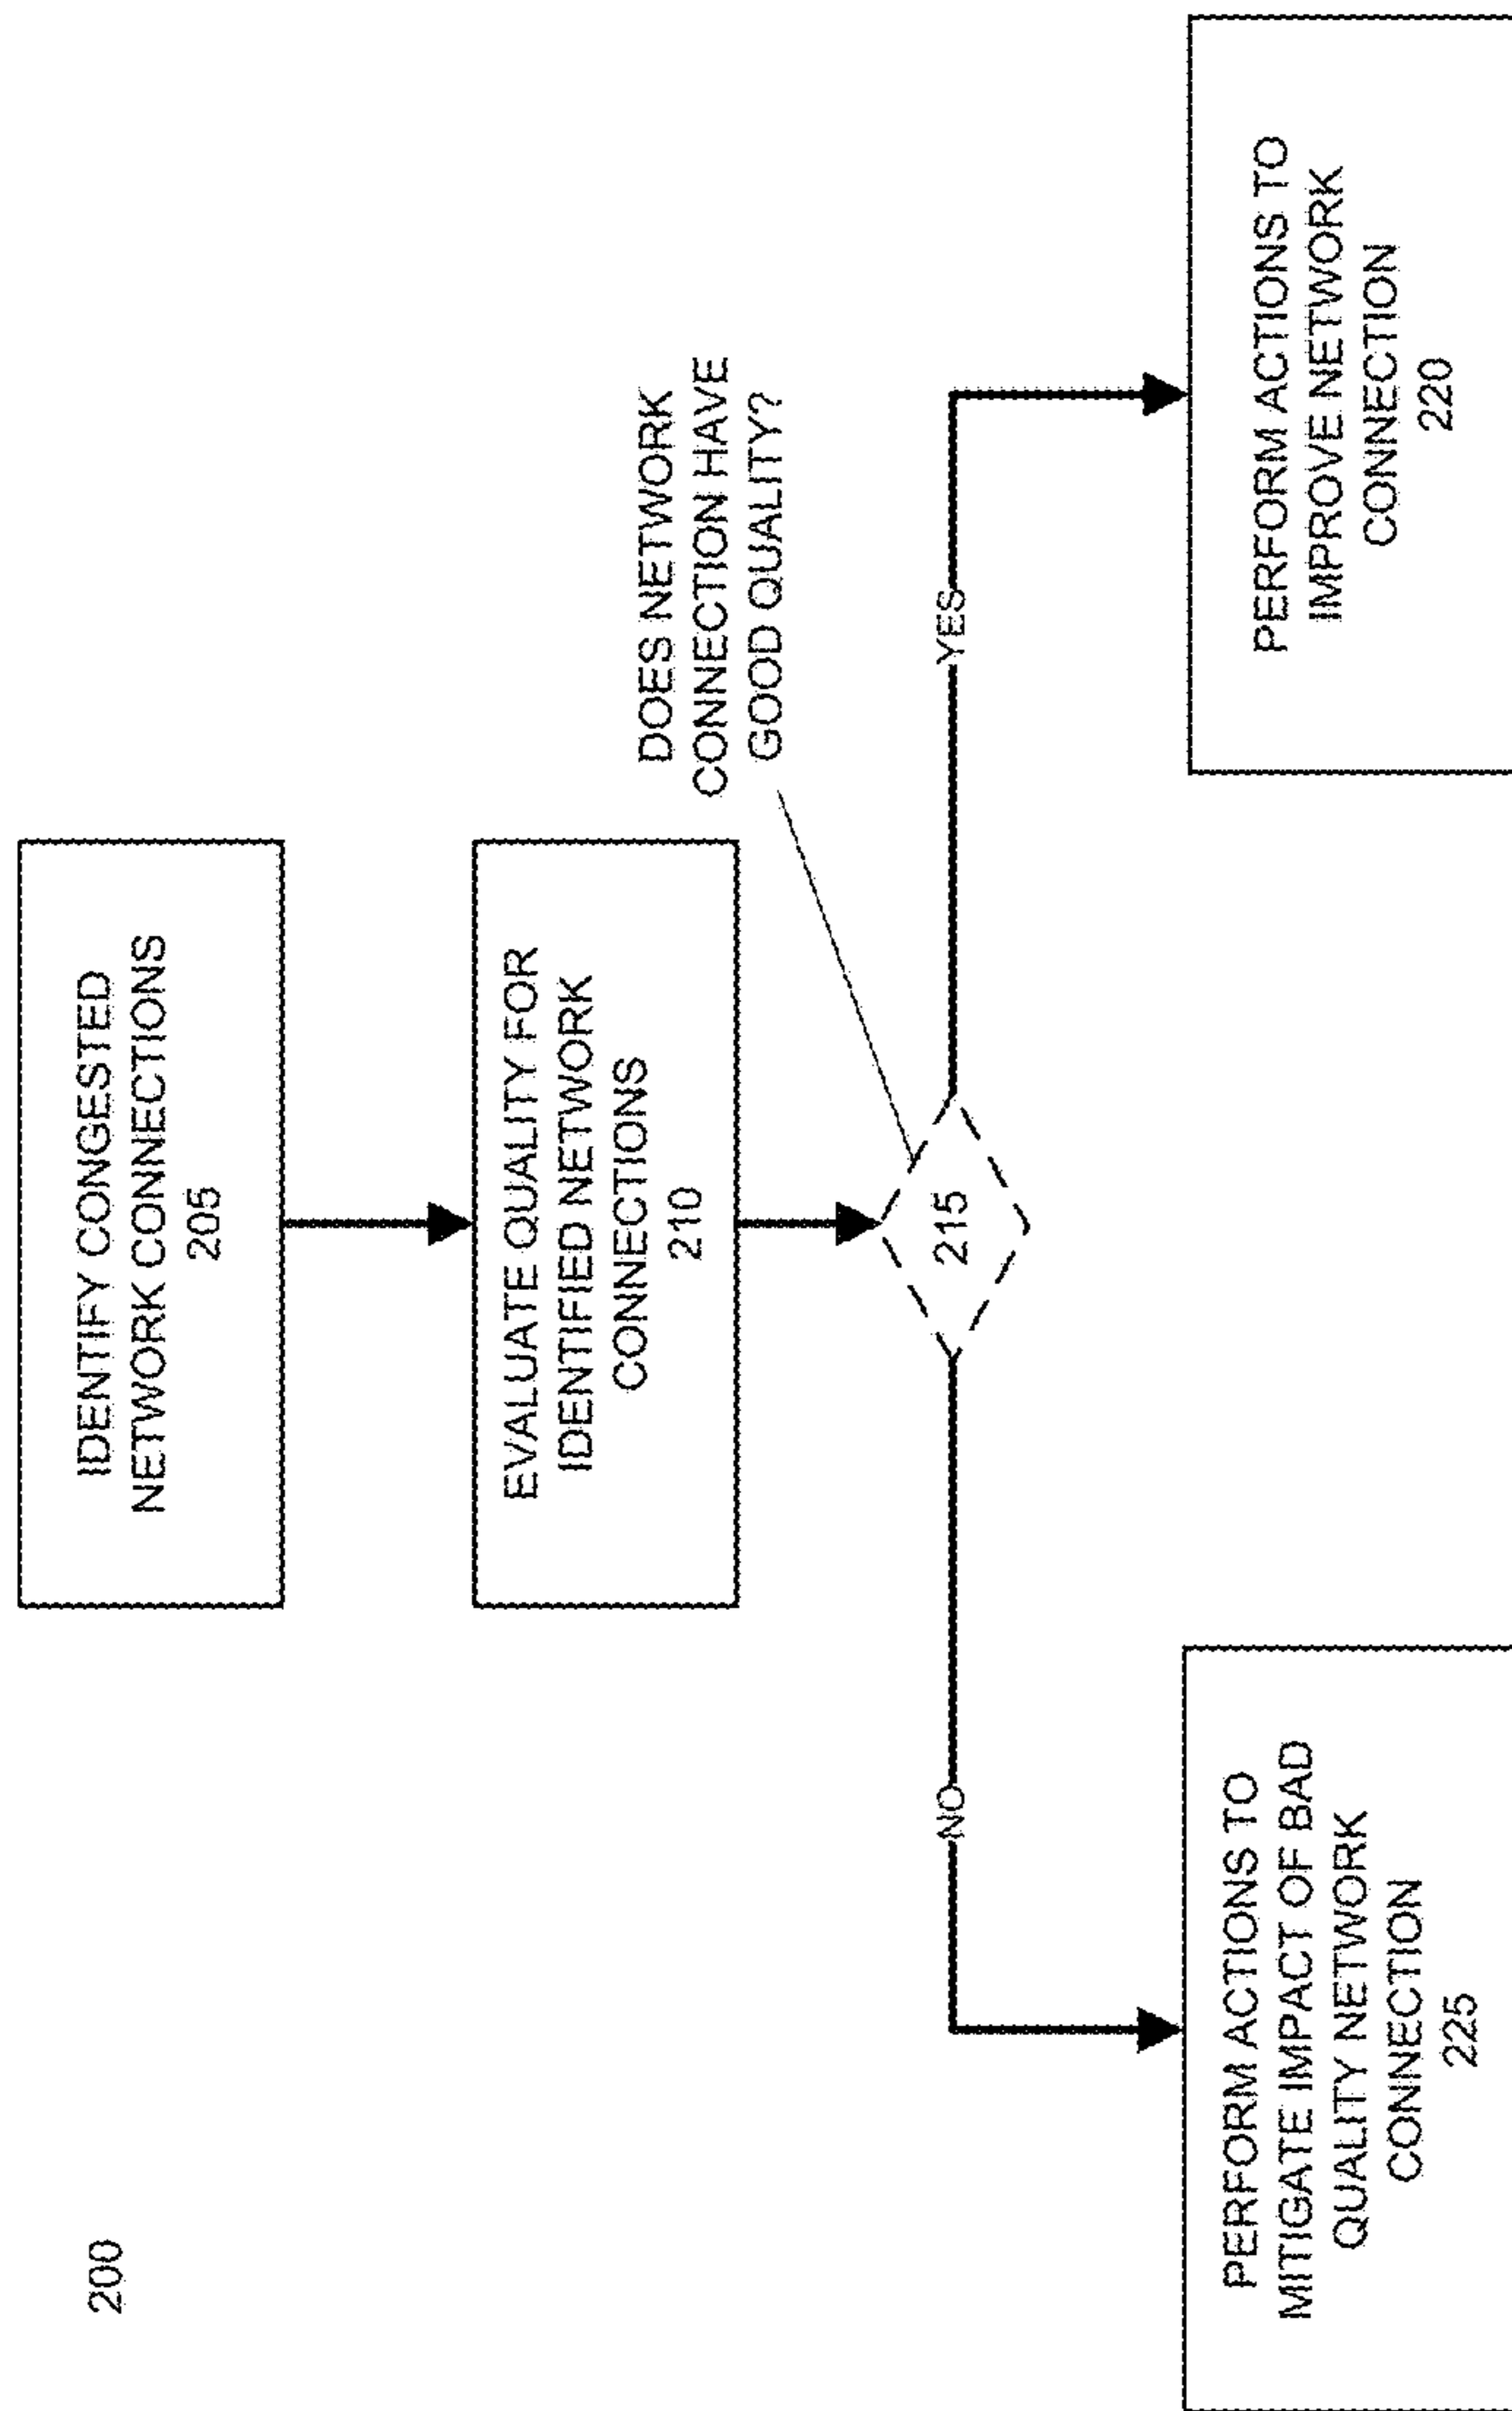 200
IDENTIFY CONGESTED
NETWORK CONNECTIONS
205
EVALUATE QUALITY FOR
IDENTIFIED NETWORK
CONNECTIONS
210
DOES NETWORK
CONNECTION HAVE
GOOD QUALITY?
215
NO
YES
PERFORM ACTIONS TO
MITIGATE IMPACT OF BAD
QUALITY NETWORK
CONNECTION
225
PERFORM ACTIONS TO
IMPROVE NETWORK
CONNECTION
220